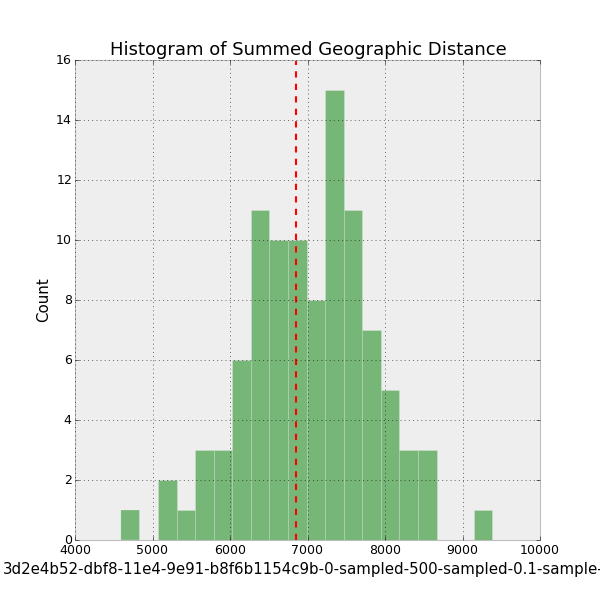 Histogram of Summed Geographic Distance
16
14
12
10
8
6
4
2
0
Count
4000 5000 6000 7000 8000 9000 10000
3d2e4b52-dbf8-11e4-9e91-b8f6b1154c9b-0-sampled-500-sampled-0.1-sample-